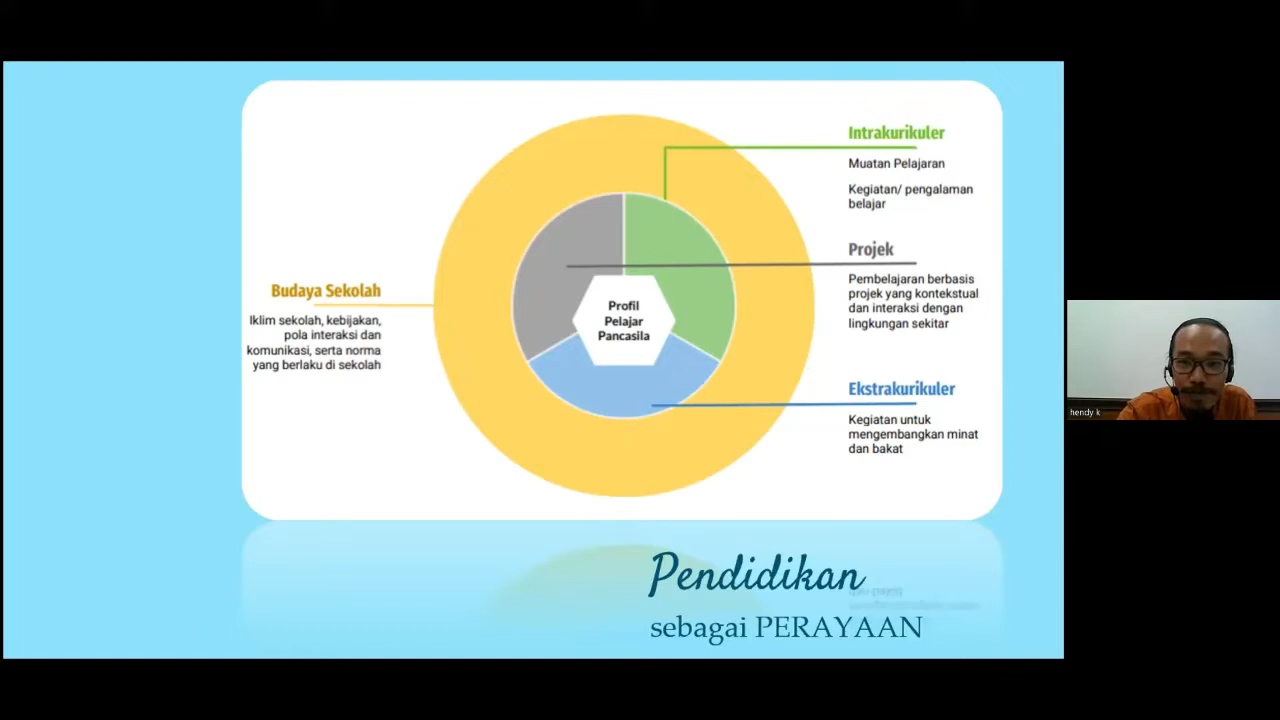 Intrakurikuler
Muatan Pelajaran
Kegiatan/ pengalaman
belajar
Projek
Pembelajaran berbasis
projek yang kontekstual
dan interaksi dengan
lingkungan sekitar
Budaya Sekolah
Iklim sekolah, kebijakan,
pola interaksi dan
komunikasi, serta norma
yang berlaku di sekolah
Profil
Pelajar
Pancasila
Ekstrakurikuler
Kegiatan untuk
mengembangkan minat
dan bakat
Pendidikan
sebagai PERAYAAN
hendy k